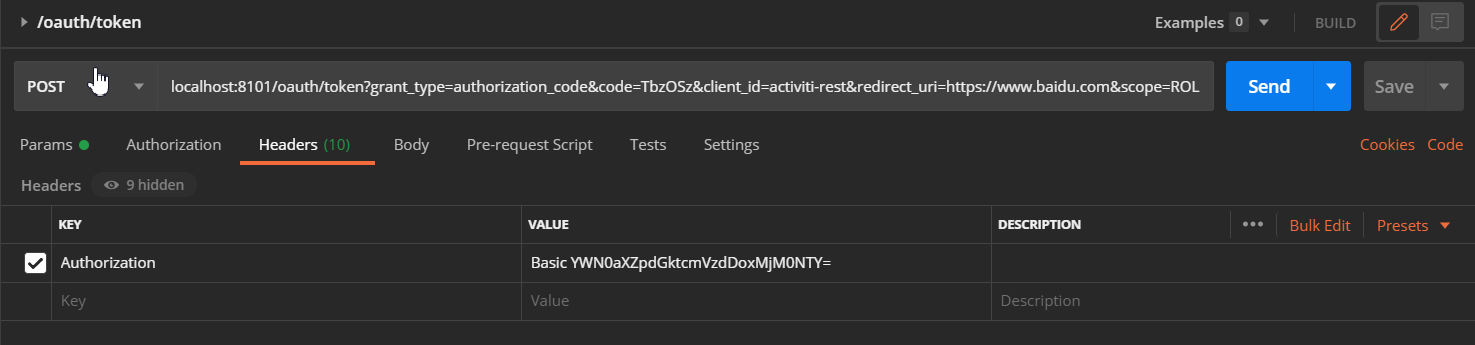 /oauth/token Examples 0 BUILD
POST localhost:8101/oauth/token?grant_type=authorization_code&code=TbzOSz&client_id=activiti-rest&redirect_uri=https://www.baidu.com&scope=ROL Send Save
Params Authorization Headers (10) Body Pre-request Script Tests Settings Cookies Code
Headers 9 hidden
KEY VALUE DESCRIPTION ••• Bulk Edit Presets
Authorization Basic YWN0aXZpdGktcmVzdDoxMjM0NTY=
Key Value Description